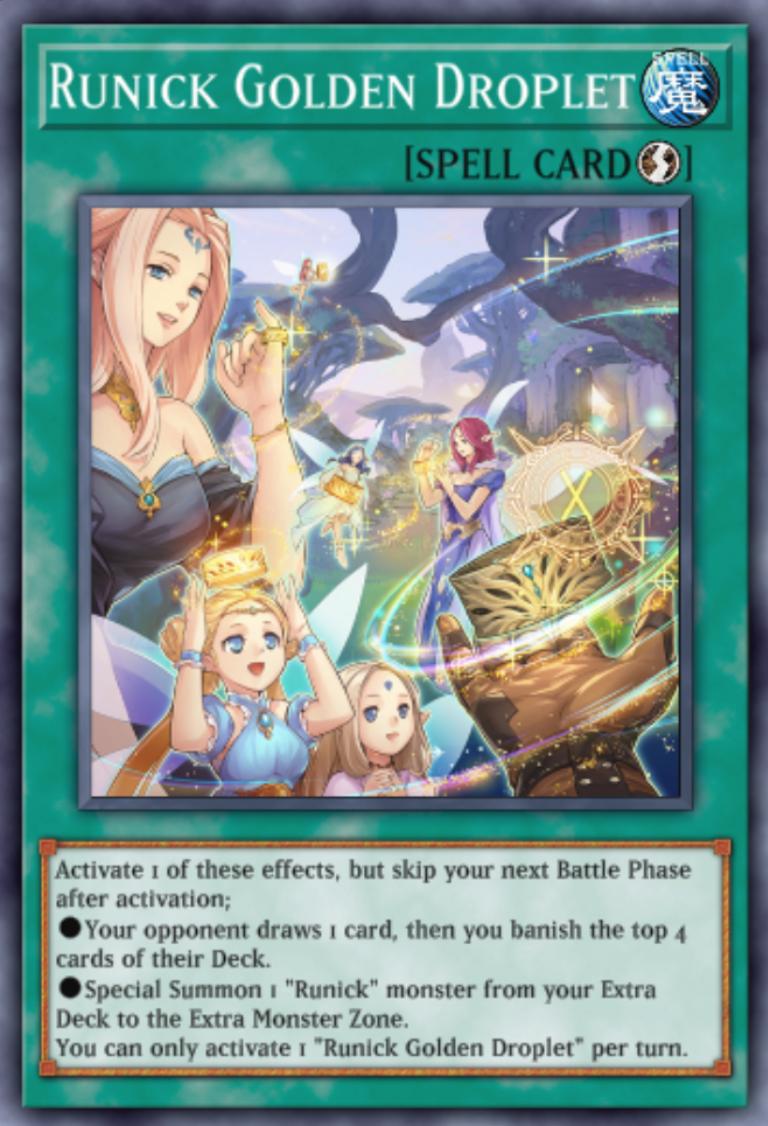 RUNICK GOLDEN DROPLET
SPELL
魔
[SPELL CARD]
X
Activate 1 of these effects, but skip your next Battle Phase
after activation;
●Your opponent draws 1 card, then you banish the top 4
cards of their Deck.
●Special Summon 1 "Runick" monster from your Extra
Deck to the Extra Monster Zone.
You can only activate 1 "Runick Golden Droplet" per turn.